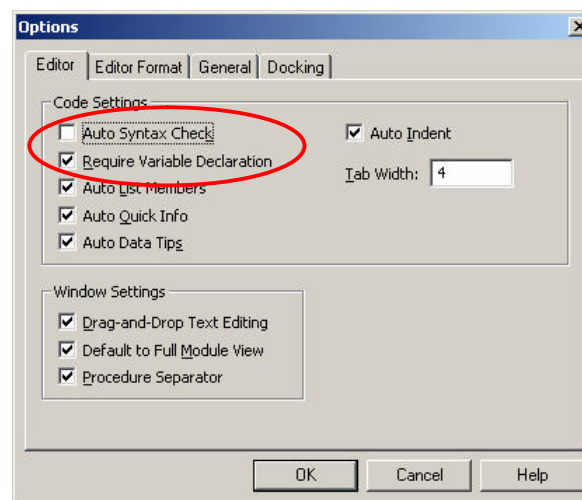 Options
Editor Editor Format General Docking
Code Settings
Auto Syntax Check
Require Variable Declaration
Auto List Members
Auto Quick Info
Auto Data Tips
Auto Indent
Tab Width: 4
Window Settings
Drag-and-Drop Text Editing
Default to Full Module View
Procedure Separator
OK Cancel Help